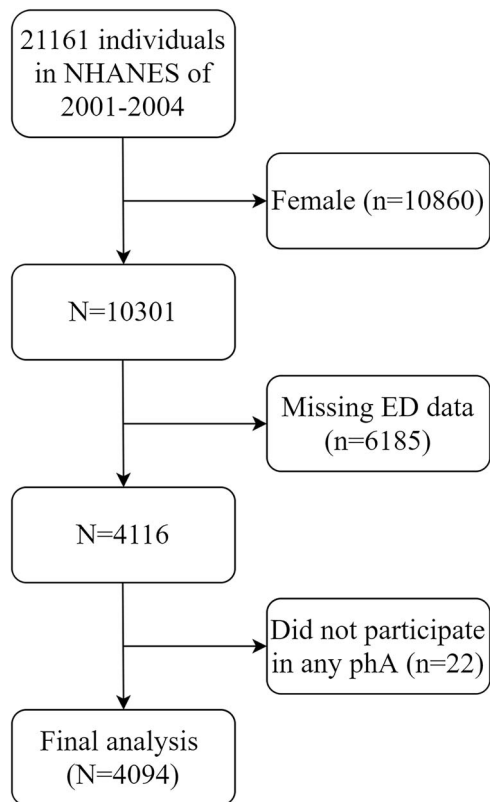 21161 individuals
in NHANES of
2001-2004
Female (n=10860)
N=10301
Missing ED data
(n=6185)
N=4116
Did not participate
in any phA (n=22)
Final analysis
(N=4094)